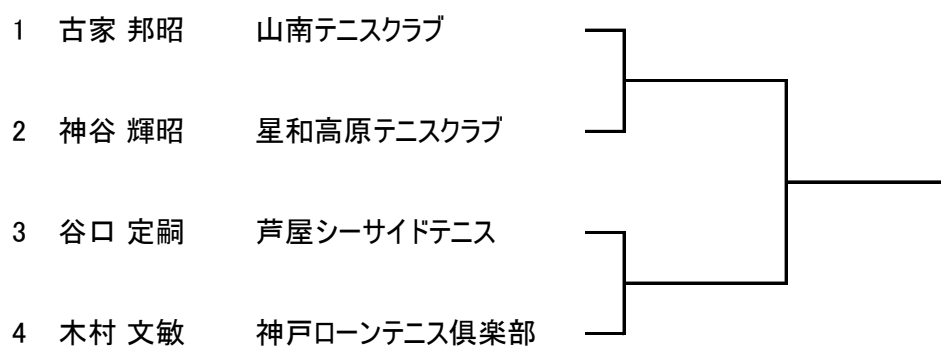 1 古家 邦昭 山南テニスクラブ
2 神谷 輝昭 星和高原テニスクラブ
3 谷口 定嗣 芦屋シーサイドテニス
4 木村 文敏 神戸ローンテニス倶楽部